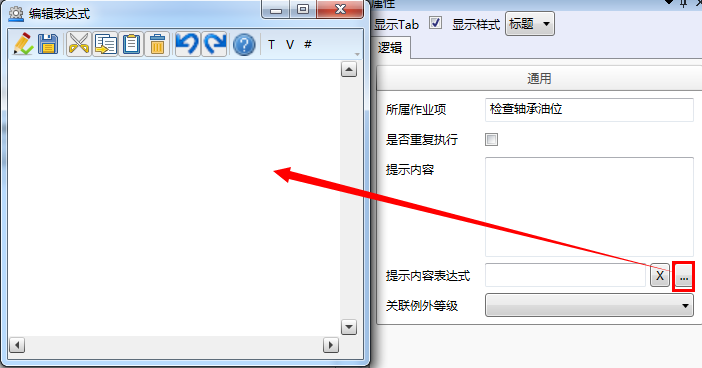 编辑表达式
T V #
属性
显示Tab 显示样式 标题
逻辑
通用
所属作业项 检查轴承油位
是否重复执行
提示内容
提示内容表达式 X ...
关联例外等级